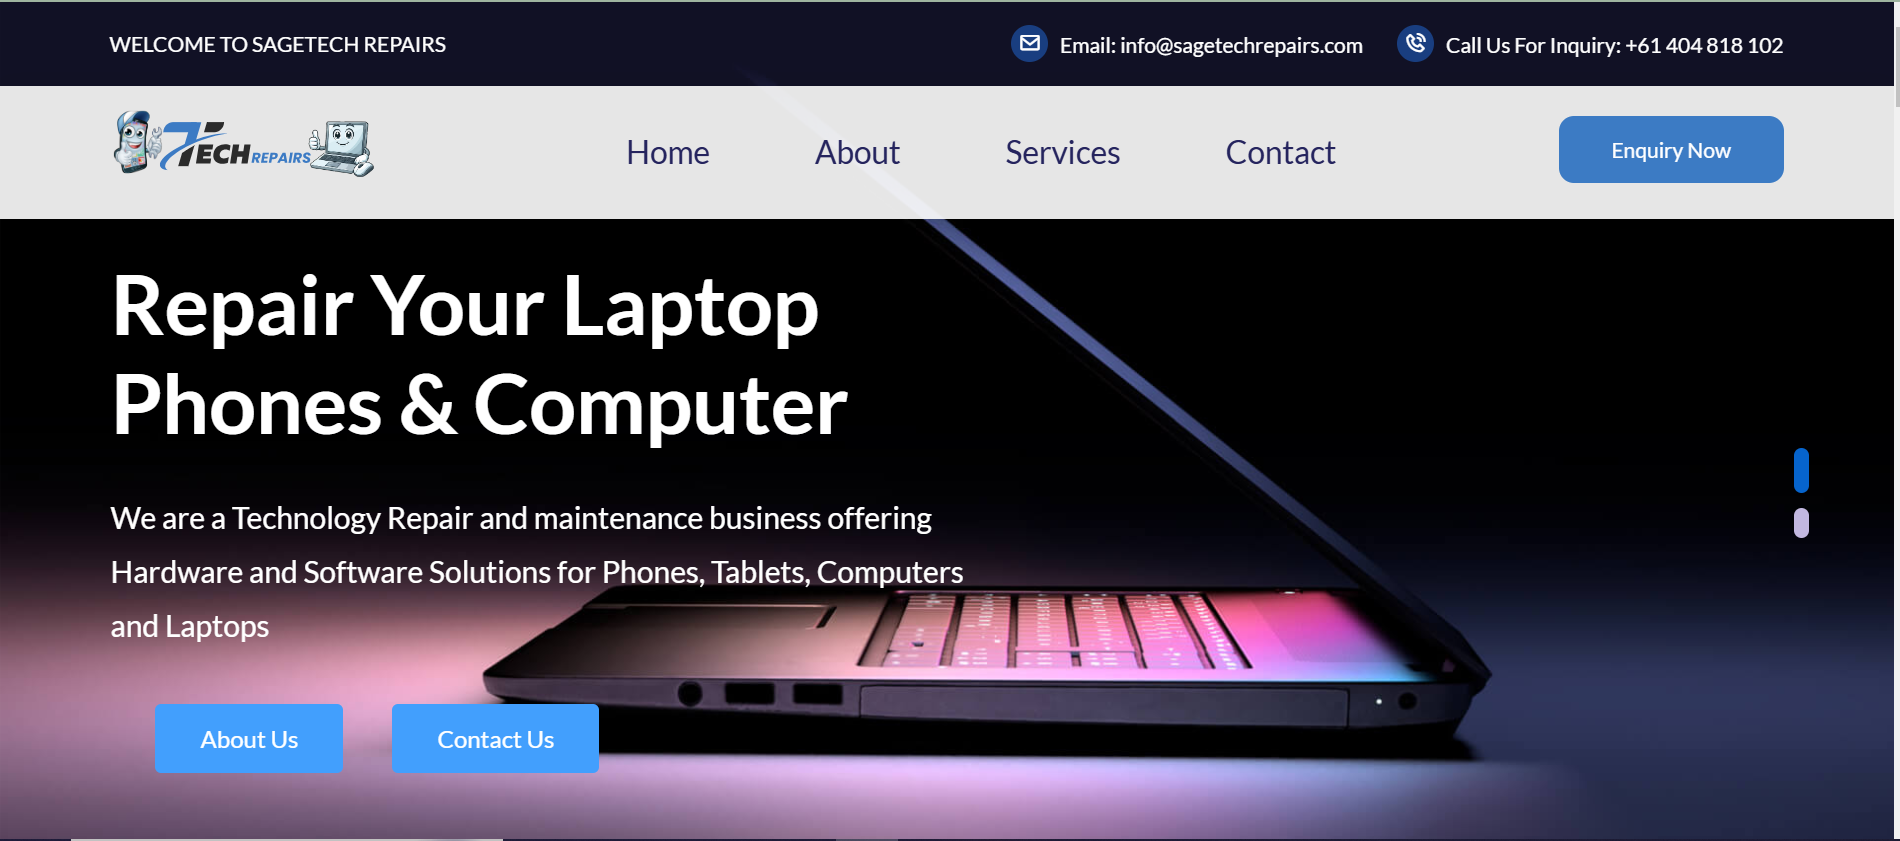 WELCOME TO SAGETECH REPAIRS
Email: info@sagetechrepairs.com
Call Us For Inquiry: +61 404 818 102
TECH REPAIRS
Home
About
Services
Contact
Enquiry Now
Repair Your Laptop
Phones & Computer
We are a Technology Repair and maintenance business offering
Hardware and Software Solutions for Phones, Tablets, Computers
and Laptops
About Us
Contact Us